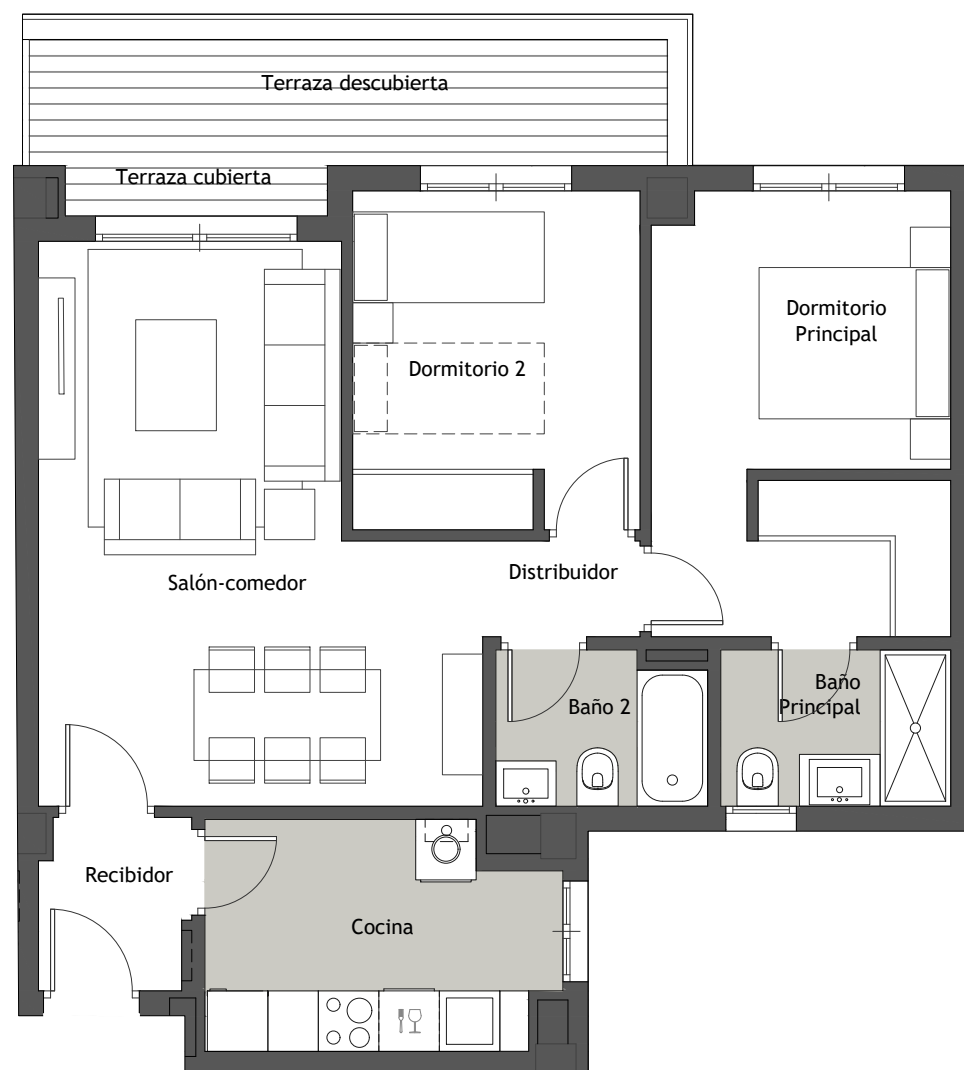 Terraza descubierta
Terraza cubierta
Dormitorio
Principal
Dormitorio 2
Distribuidor
Salón-comedor
Baño
Principal
Baño 2
Recibidor
Cocina